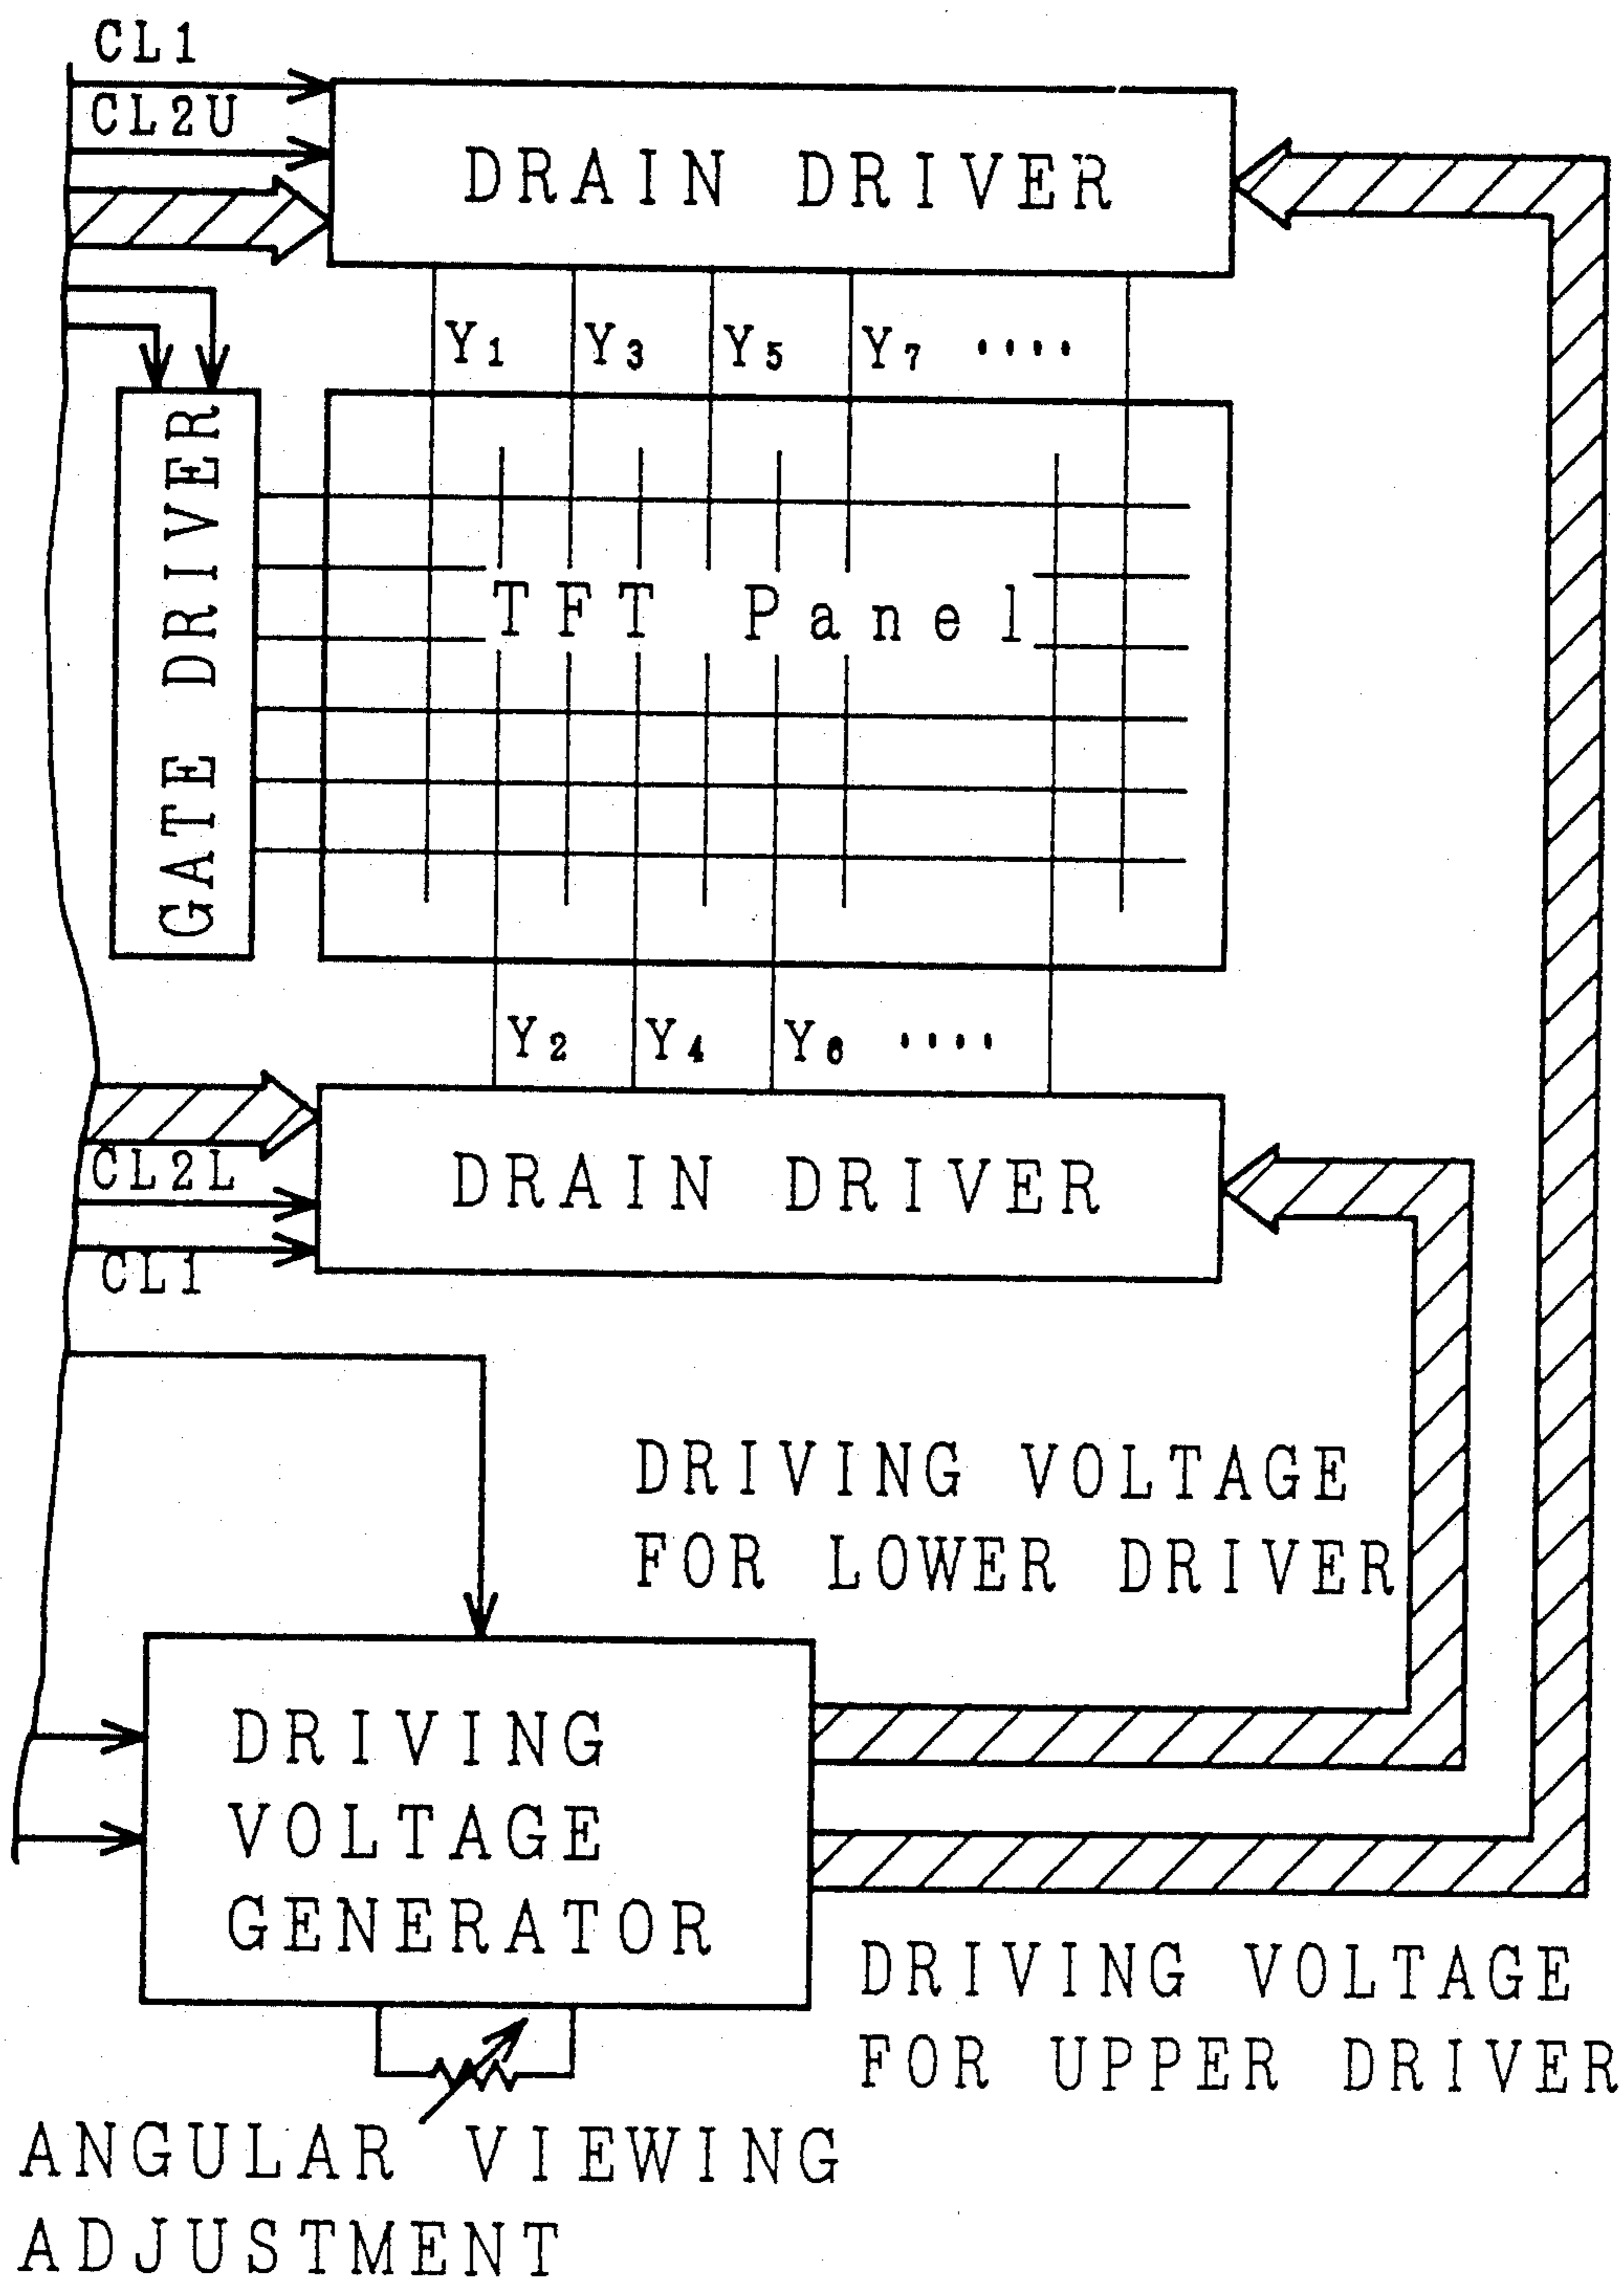 CL1
CL2U
DRAIN DRIVER
Y1 Y3 Y5 Y7 ····
GATE DRIVER
TFT Panel
Y2 Y4 Y6 ····
DRAIN DRIVER
CL2L
CL1
DRIVING VOLTAGE
FOR LOWER DRIVER
DRIVING
VOLTAGE
GENERATOR
DRIVING VOLTAGE
FOR UPPER DRIVER
ANGULAR VIEWING
ADJUSTMENT